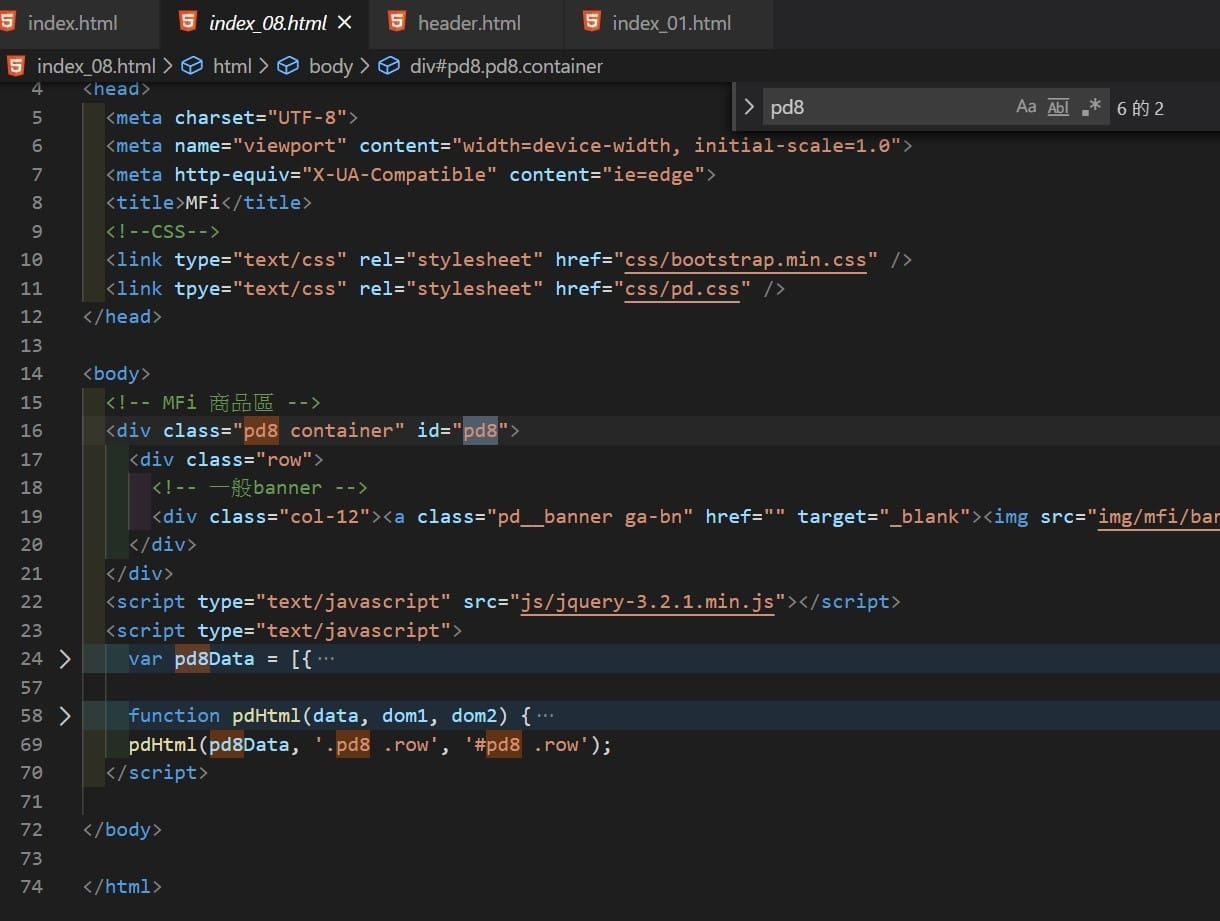 index.html index_08.html × header.html index_01.html
index_08.html > html > body > div#pd8.pd8.container
pd8 Aa Abl .* 6 的 2
4 <head>
5 <meta charset="UTF-8">
6 <meta name="viewport" content="width=device-width, initial-scale=1.0">
7 <meta http-equiv="X-UA-Compatible" content="ie=edge">
8 <title>MFi</title>
9 <!--CSS-->
10 <link type="text/css" rel="stylesheet" href="css/bootstrap.min.css" />
11 <link tpye="text/css" rel="stylesheet" href="css/pd.css" />
12 </head>
13
14 <body>
15 <!-- MFi 商品區 -->
16 <div class="pd8 container" id="pd8">
17 <div class="row">
18 <!-- 一般banner -->
19 <div class="col-12"><a class="pd__banner ga-bn" href="" target="_blank"><img src="img/mfi/ban
20 </div>
21 </div>
22 <script type="text/javascript" src="js/jquery-3.2.1.min.js"></script>
23 <script type="text/javascript">
24 var pd8Data = [{ ⋯
57
58 function pdHtml(data, dom1, dom2) { ⋯
69 pdHtml(pd8Data, '.pd8 .row', '#pd8 .row');
70 </script>
71
72 </body>
73
74 </html>